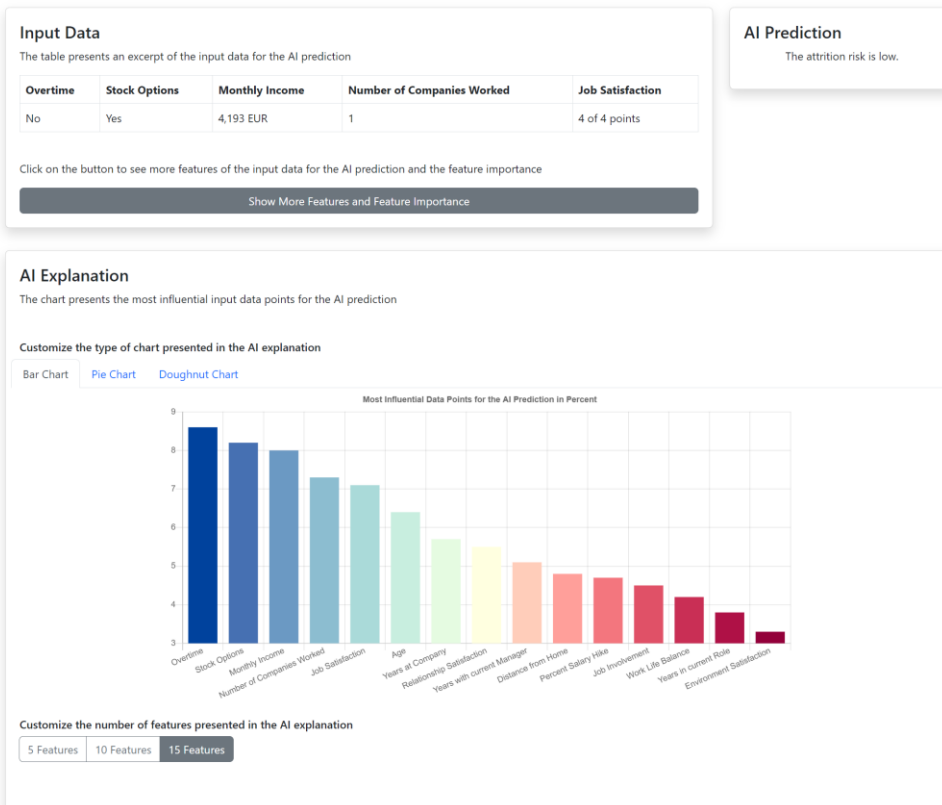 Input Data
The table presents an excerpt of the input data for the AI prediction
Overtime Stock Options Monthly Income Number of Companies Worked Job Satisfaction
No Yes 4,193 EUR 1 4 of 4 points
Click on the button to see more features of the input data for the AI prediction and the feature importance
Show More Features and Feature Importance
AI Prediction
The attrition risk is low.
AI Explanation
The chart presents the most influential input data points for the AI prediction
Customize the type of chart presented in the AI explanation
Bar Chart Pie Chart Doughnut Chart
Most Influential Data Points for the AI Prediction in Percent
9
8
7
6
5
4
3
Overtime
Stock Options
Monthly Income
Number of Companies Worked
Job Satisfaction
Age
Years at Company
Relationship Satisfaction
Years with current Manager
Distance from Home
Percent Salary Hike
Job Involvement
Work Life Balance
Years in current Role
Environment Satisfaction
Customize the number of features presented in the AI explanation
5 Features 10 Features 15 Features